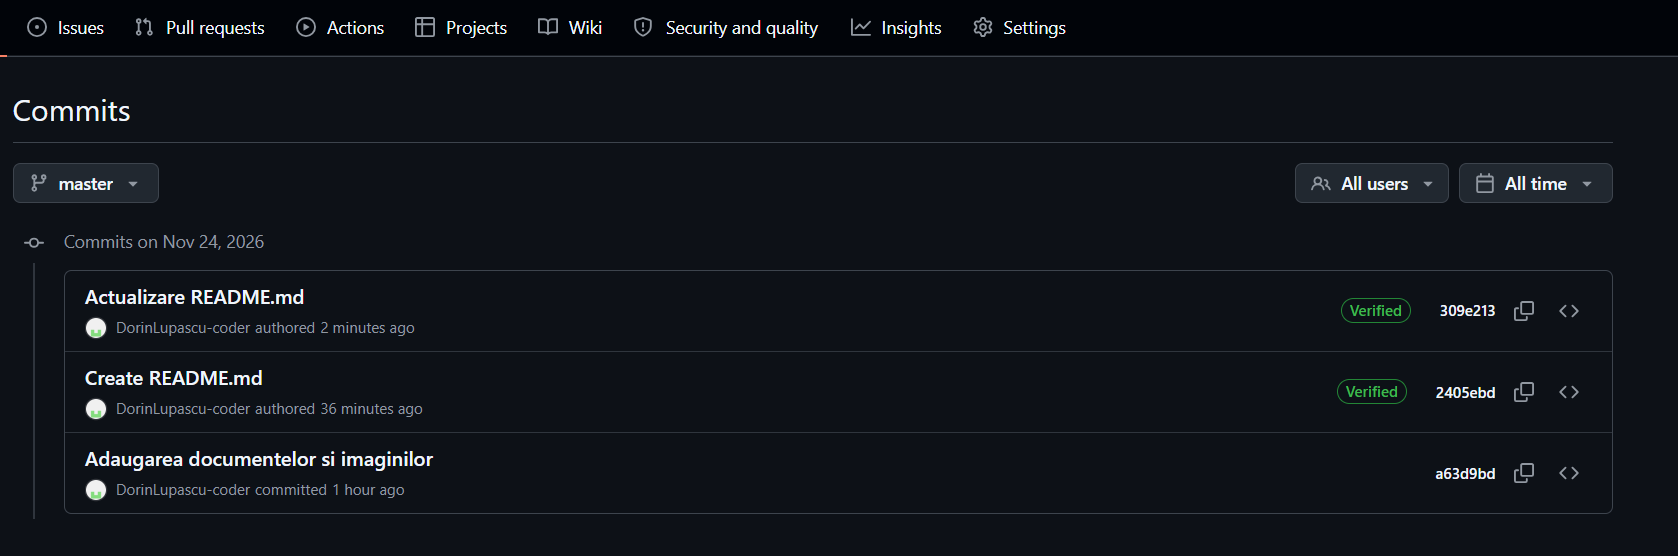 Issues Pull requests Actions Projects Wiki Security and quality Insights Settings
Commits
master All users All time
Commits on Nov 24, 2026
Actualizare README.md
DorinLupascu-coder authored 2 minutes ago
Verified 309e213
Create README.md
DorinLupascu-coder authored 36 minutes ago
Verified 2405ebd
Adaugarea documentelor si imaginilor
DorinLupascu-coder committed 1 hour ago
a63d9bd